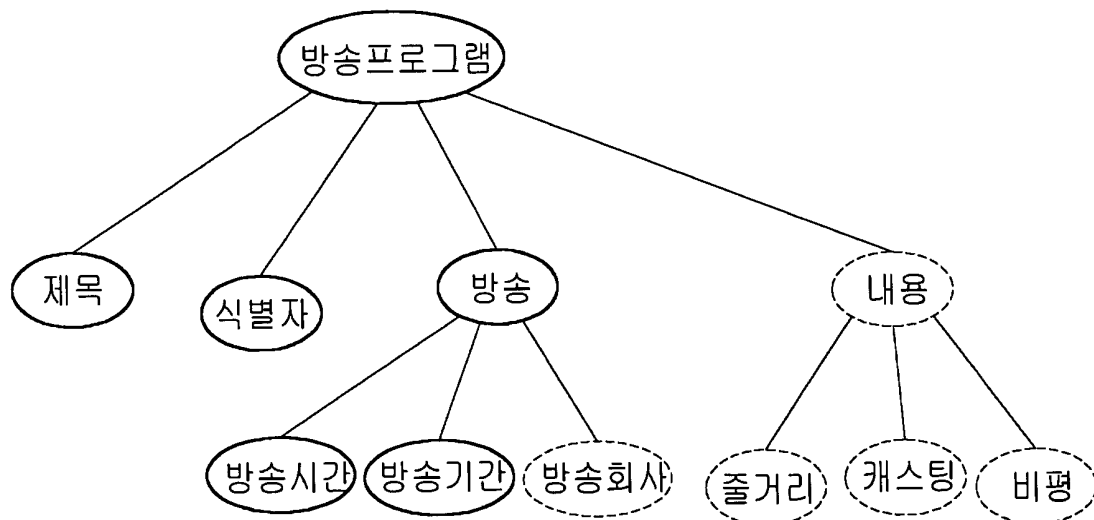 방송프로그램
제목
식별자
방송
내용
방송시간
방송기간
방송회사
줄거리
캐스팅
비평